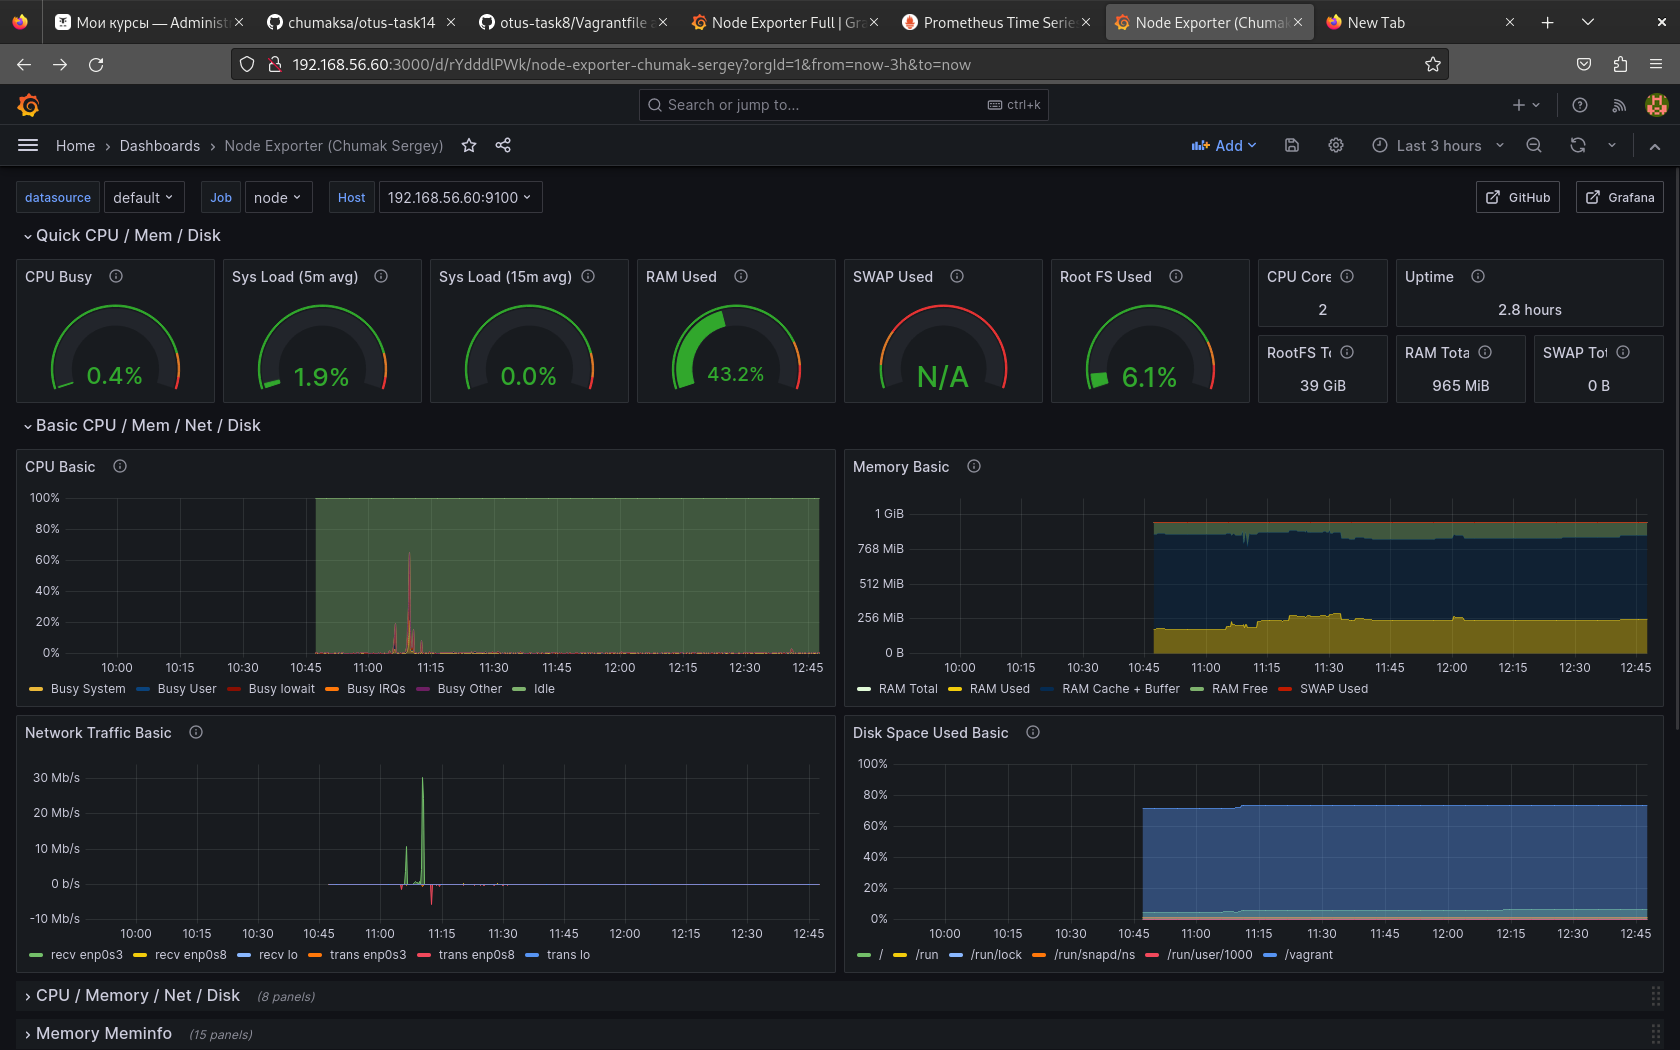 Мои курсы — Administ
chumaksa/otus-task14
otus-task8/Vagrantfile a
Node Exporter Full | Gra
Prometheus Time Serie
Node Exporter (Chumak
New Tab
192.168.56.60:3000/d/rYdddlPWk/node-exporter-chumak-sergey?orgId=1&from=now-3h&to=now
Search or jump to...
ctrl+k
Home › Dashboards › Node Exporter (Chumak Sergey)
Add
Last 3 hours
datasource default Job node Host 192.168.56.60:9100
GitHub
Grafana
Quick CPU / Mem / Disk
CPU Busy
0.4%
Sys Load (5m avg)
1.9%
Sys Load (15m avg)
0.0%
RAM Used
43.2%
SWAP Used
N/A
Root FS Used
6.1%
CPU Core
2
Uptime
2.8 hours
RootFS To
39 GiB
RAM Tota
965 MiB
SWAP Tot
0 B
Basic CPU / Mem / Net / Disk
CPU Basic
100%
80%
60%
40%
20%
0%
10:00 10:15 10:30 10:45 11:00 11:15 11:30 11:45 12:00 12:15 12:30 12:45
Busy System Busy User Busy Iowait Busy IRQs Busy Other Idle
Memory Basic
1 GiB
768 MiB
512 MiB
256 MiB
0 B
10:00 10:15 10:30 10:45 11:00 11:15 11:30 11:45 12:00 12:15 12:30 12:45
RAM Total RAM Used RAM Cache + Buffer RAM Free SWAP Used
Network Traffic Basic
30 Mb/s
20 Mb/s
10 Mb/s
0 b/s
-10 Mb/s
10:00 10:15 10:30 10:45 11:00 11:15 11:30 11:45 12:00 12:15 12:30 12:45
recv enp0s3 recv enp0s8 recv lo trans enp0s3 trans enp0s8 trans lo
Disk Space Used Basic
100%
80%
60%
40%
20%
0%
10:00 10:15 10:30 10:45 11:00 11:15 11:30 11:45 12:00 12:15 12:30 12:45
/ /run /run/lock /run/snapd/ns /run/user/1000 /vagrant
CPU / Memory / Net / Disk (8 panels)
Memory Meminfo (15 panels)